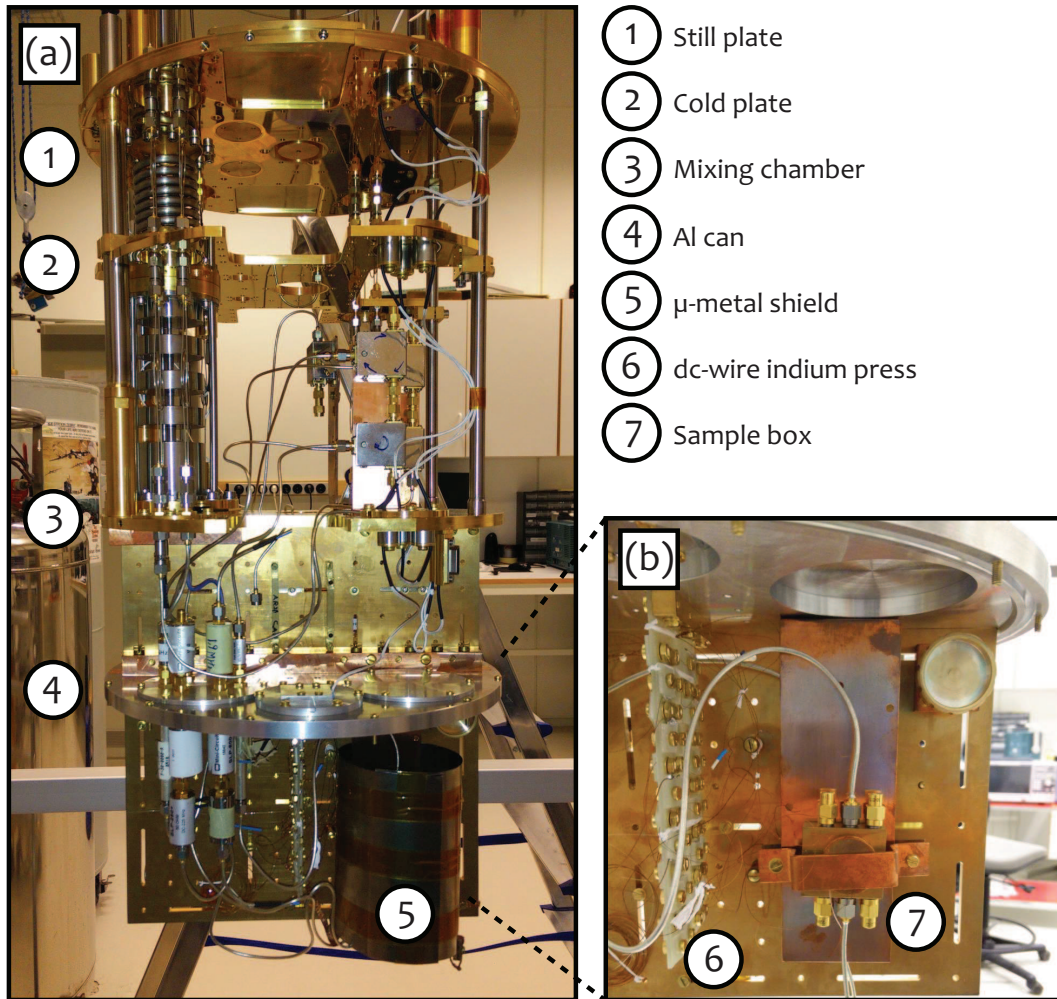 (a)
1 Still plate
2 Cold plate
3 Mixing chamber
4 Al can
5 μ-metal shield
6 dc-wire indium press
7 Sample box
1
2
3
4
5
(b)
6
7